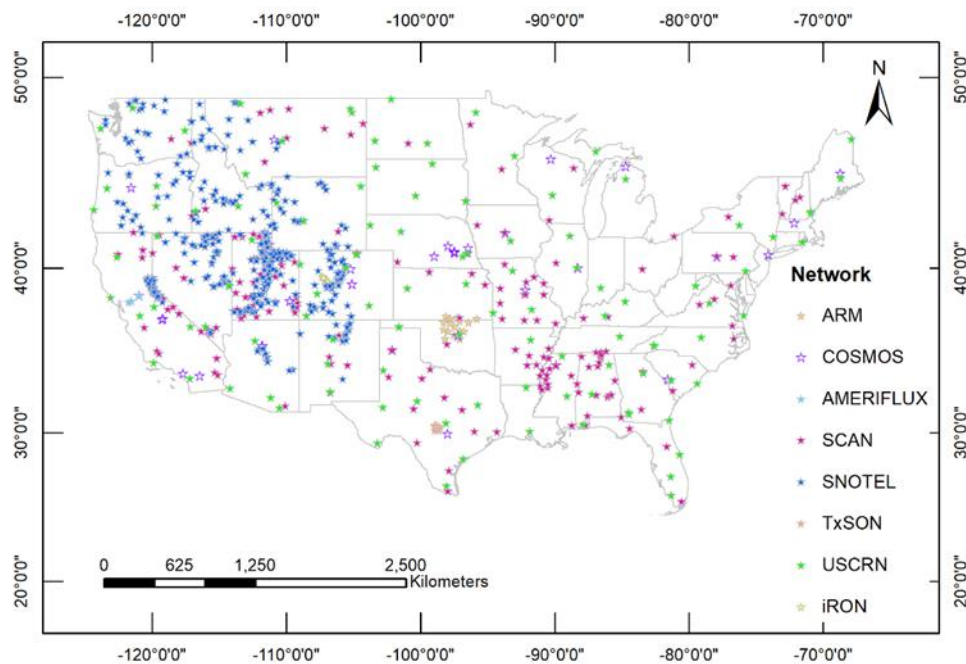 -120°0'0" -110°0'0" -100°0'0" -90°0'0" -80°0'0" -70°0'0"
50°0'0" 50°0'0"
N
40°0'0" 40°0'0"
Network
ARM
COSMOS
AMERIFLUX
SCAN
30°0'0" 30°0'0"
SNOTEL
TxSON
0 625 1,250 2,500
Kilometers
USCRN
20°0'0" 20°0'0"
iRON
-120°0'0" -110°0'0" -100°0'0" -90°0'0" -80°0'0" -70°0'0"